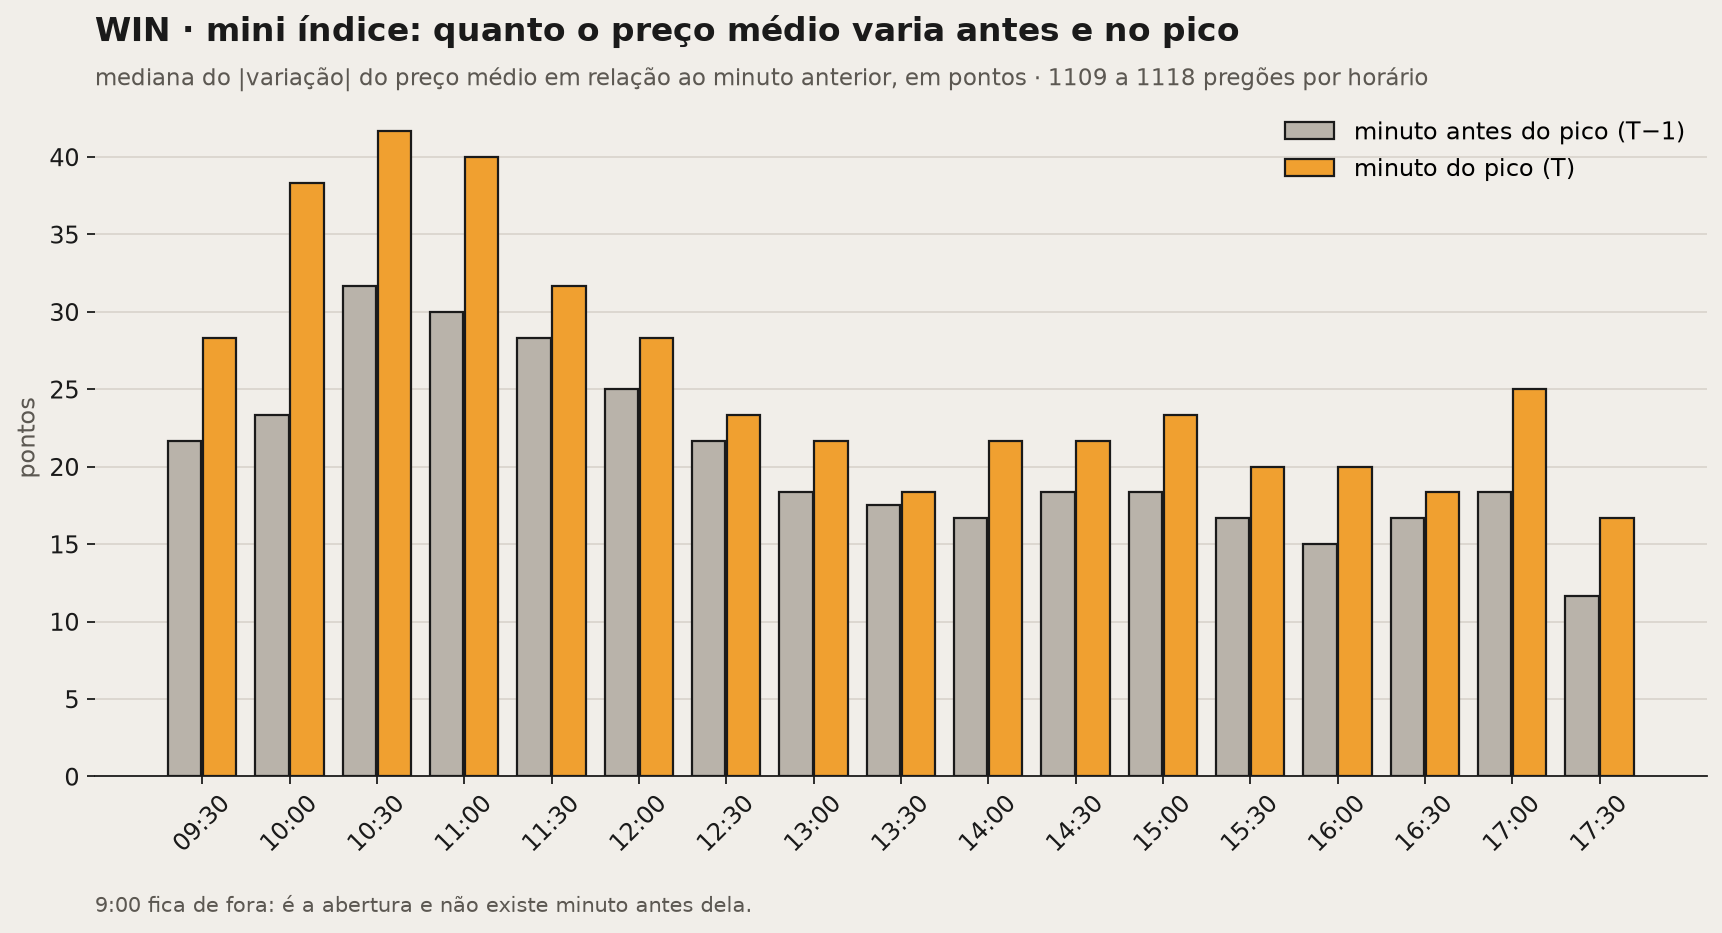 WIN · mini índice: quanto o preço médio varia antes e no pico
mediana do |variação| do preço médio em relação ao minuto anterior, em pontos · 1109 a 1118 pregões por horário
minuto antes do pico (T−1)
minuto do pico (T)
40
35
30
25
20
15
10
5
0
pontos
09:30 10:00 10:30 11:00 11:30 12:00 12:30 13:00 13:30 14:00 14:30 15:00 15:30 16:00 16:30 17:00 17:30
9:00 fica de fora: é a abertura e não existe minuto antes dela.